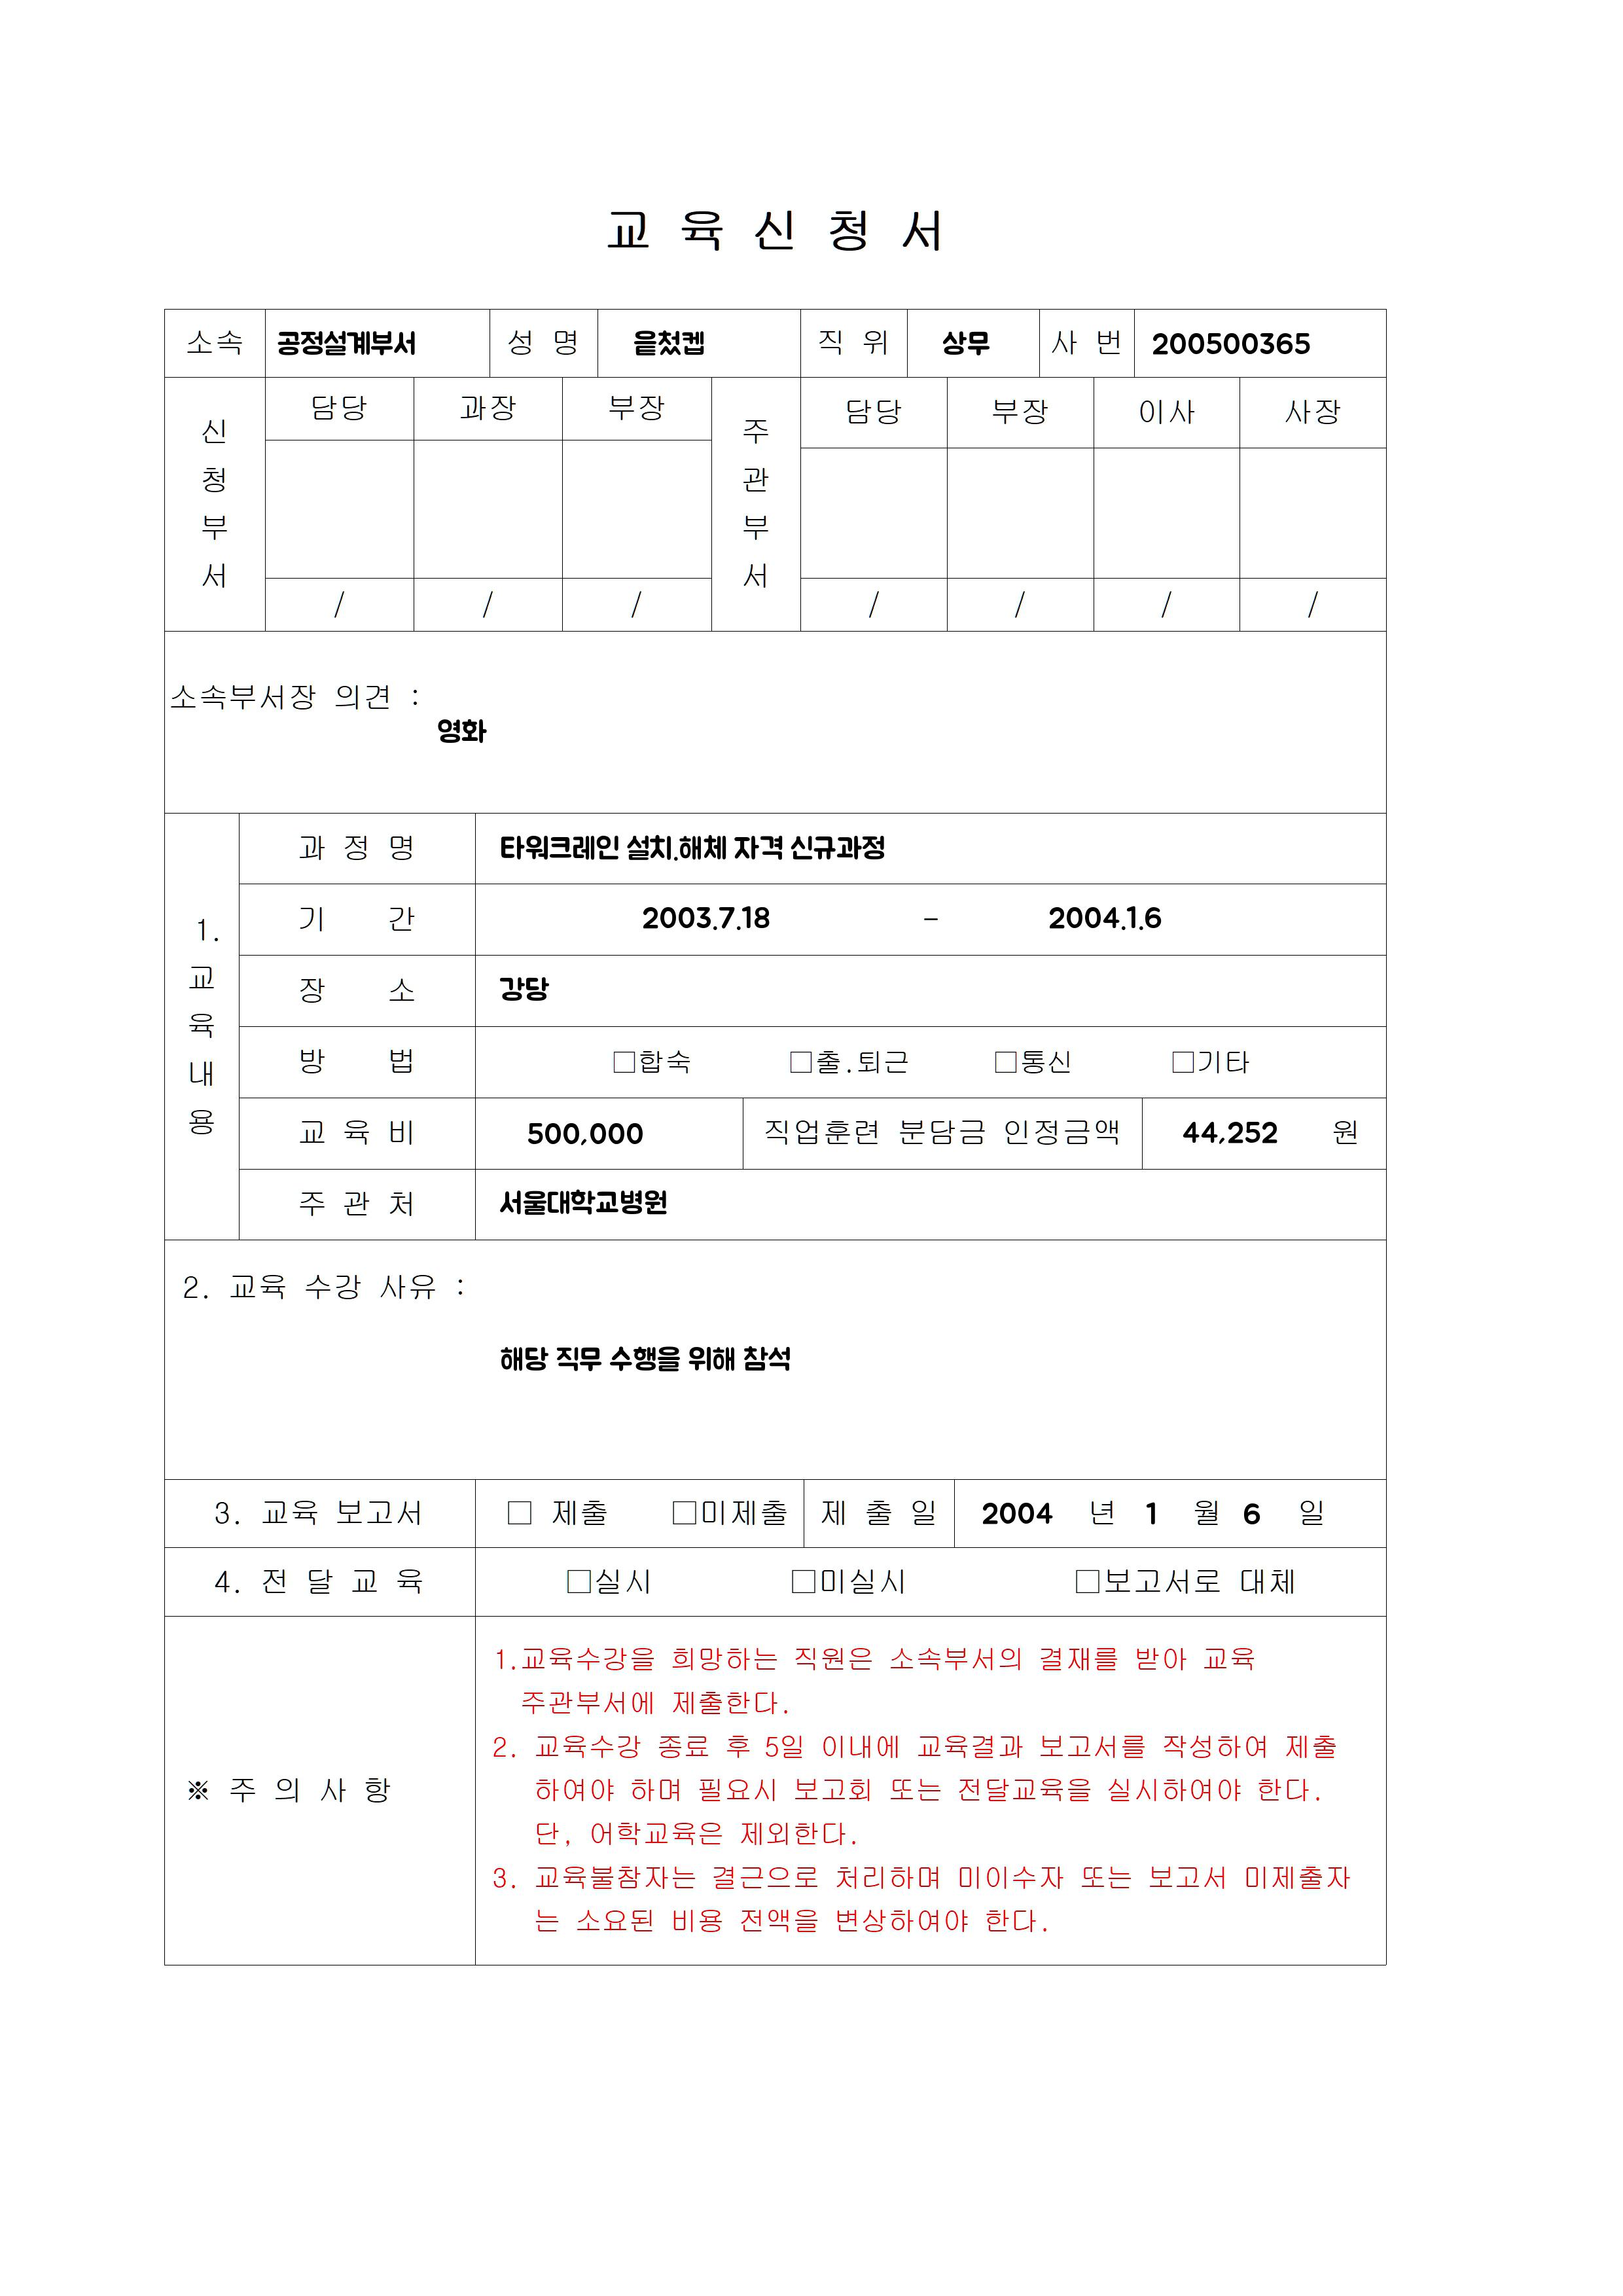 교 육 신 청 서
소속 공정설계부서 성 명 읕첬켑 직 위 상무 사 번 200500365
신청부서 담당 과장 부장 주관부서 담당 부장 이사 사장
/ / / / / / /
소속부서장 의견 :
영화
1. 교육내용
과 정 명 타워크레인 설치.해체 자격 신규과정
기 간 2003.7.18 - 2004.1.6
장 소 강당
방 법 □합숙 □출.퇴근 □통신 □기타
교 육 비 500,000 직업훈련 분담금 인정금액 44,252 원
주 관 처 서울대학교병원
2. 교육 수강 사유 :
해당 직무 수행을 위해 참석
3. 교육 보고서 □ 제출 □미제출 제 출 일 2004 년 1 월 6 일
4. 전 달 교 육 □실시 □미실시 □보고서로 대체
※ 주 의 사 항
1.교육수강을 희망하는 직원은 소속부서의 결재를 받아 교육
주관부서에 제출한다.
2. 교육수강 종료 후 5일 이내에 교육결과 보고서를 작성하여 제출
하여야 하며 필요시 보고회 또는 전달교육을 실시하여야 한다.
단, 어학교육은 제외한다.
3. 교육불참자는 결근으로 처리하며 미이수자 또는 보고서 미제출자
는 소요된 비용 전액을 변상하여야 한다.